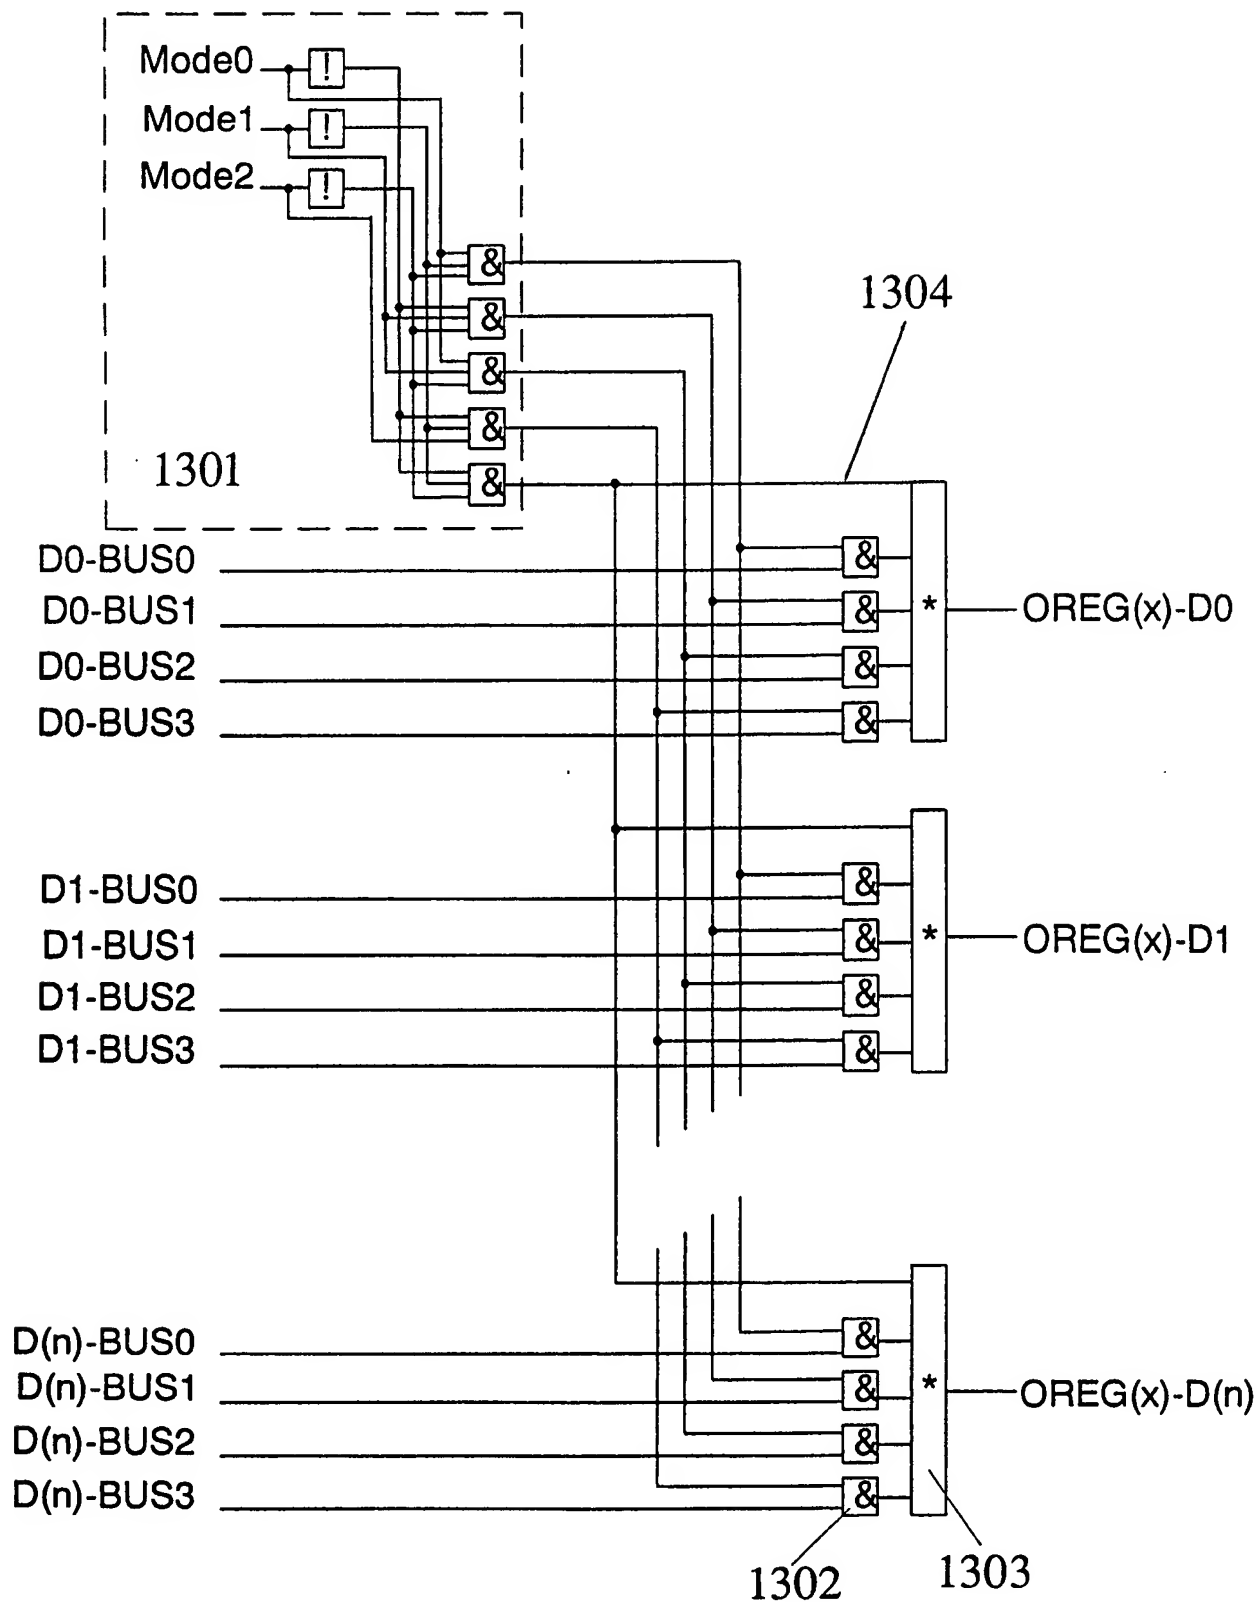 Mode0 !
Mode1 !
Mode2 !
&
&
1304
&
&
1301
&
D0-BUS0 &
D0-BUS1 & * OREG(x)-D0
D0-BUS2 &
D0-BUS3 &
D1-BUS0 &
D1-BUS1 & * OREG(x)-D1
D1-BUS2 &
D1-BUS3 &
D(n)-BUS0 &
D(n)-BUS1 & * OREG(x)-D(n)
D(n)-BUS2 &
D(n)-BUS3 &
1302 1303